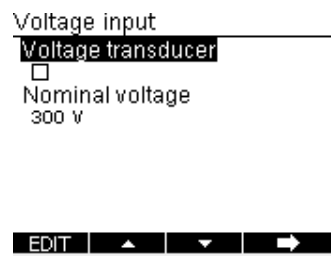 Voltage input
Voltage transducer
Nominal voltage
300 V
EDIT